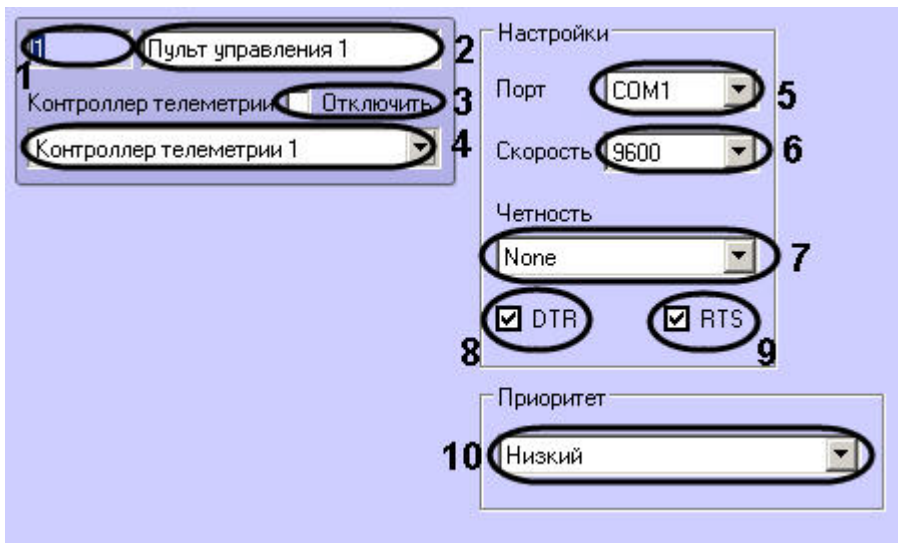 1 Пульт управления 1 2
1
Контроллер телеметрии Отключить 3
Контроллер телеметрии 1 4
Настройки
Порт COM1 5
Скорость 9600 6
Четность
None 7
DTR RTS
8 9
Приоритет
10 Низкий